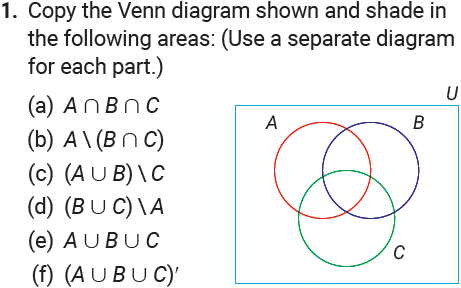 1. Copy the Venn diagram shown and shade in
the following areas: (Use a separate diagram
for each part.)
(a) A ∩ B ∩ C
(b) A \ (B ∩ C)
(c) (A ∪ B) \ C
(d) (B ∪ C) \ A
(e) A ∪ B ∪ C
(f) (A ∪ B ∪ C)′
U
A
B
C